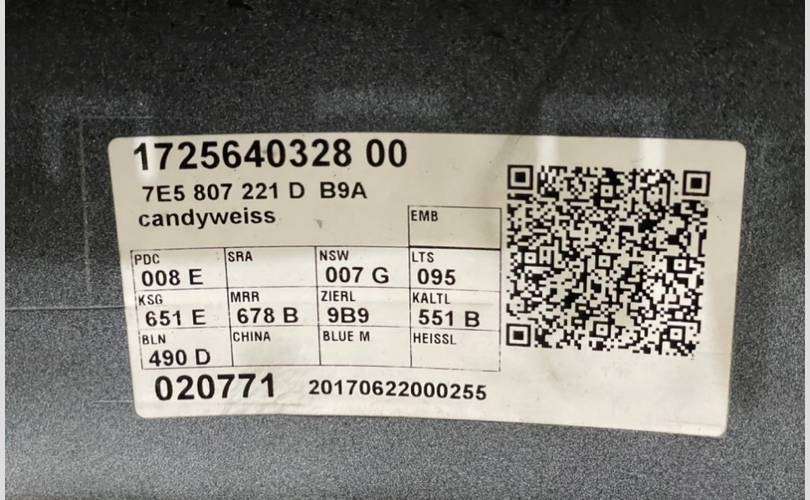 1725640328 00
7E5 807 221 D B9A
candyweiss
EMB
PDC SRA NSW LTS
008 E 007 G 095
KSG MRR ZIERL KALTL
651 E 678 B 9B9 551 B
BLN CHINA BLUE M HEISSL
490 D
020771 20170622000255